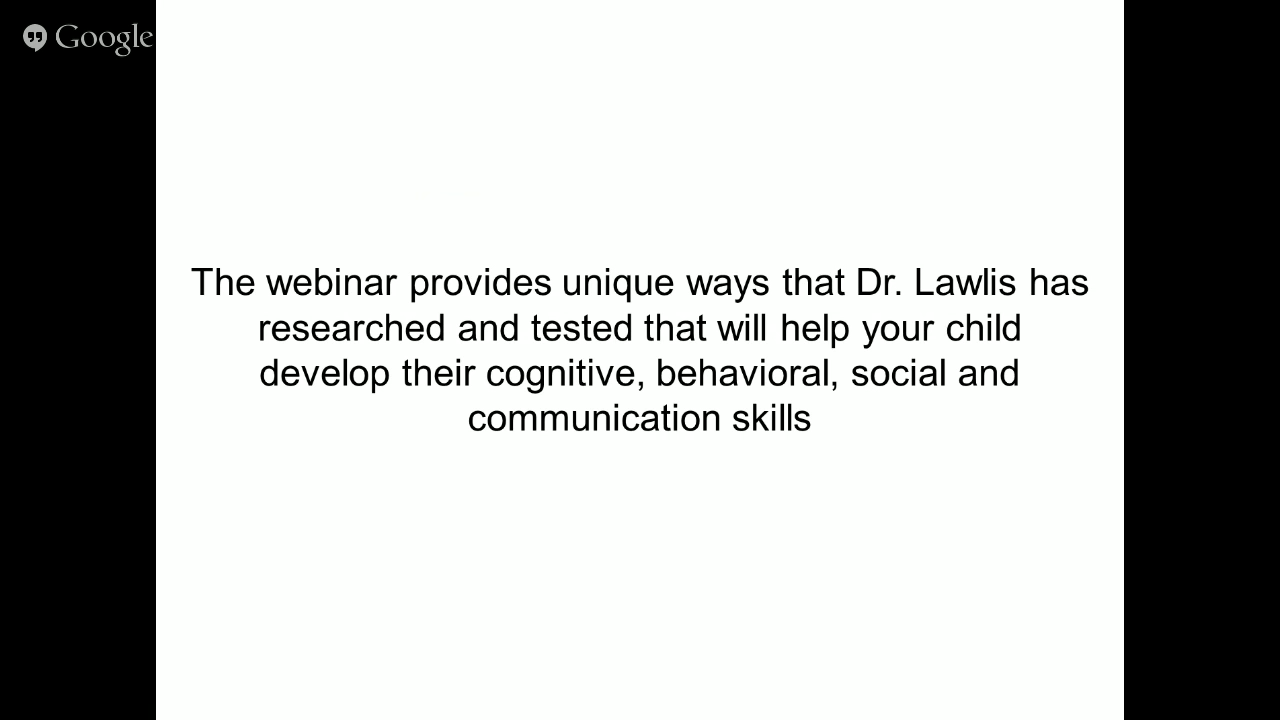 Google
The webinar provides unique ways that Dr. Lawlis has
researched and tested that will help your child
develop their cognitive, behavioral, social and
communication skills